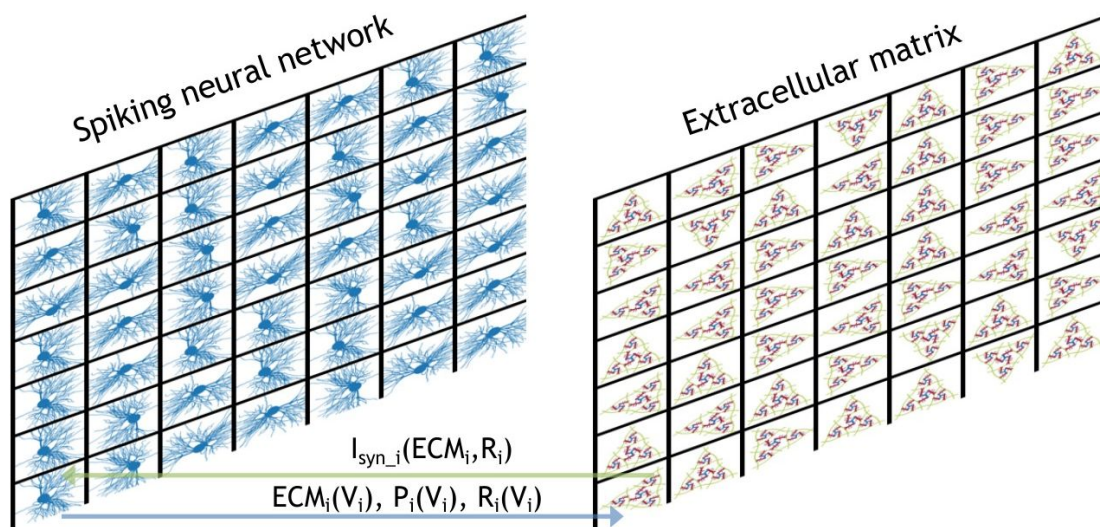 Spiking neural network
Extracellular matrix
I_syn_i(ECM_i,R_i)
ECM_i(V_i), P_i(V_i), R_i(V_i)